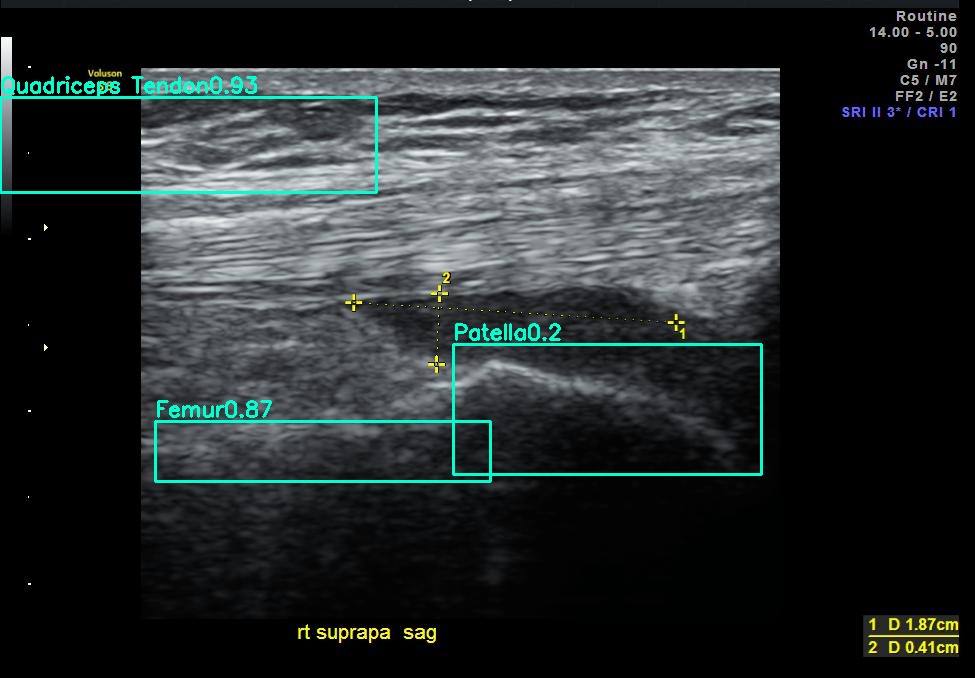 Routine
14.00 - 5.00
90
Gn -11
C5 / M7
FF2 / E2
SRI II 3* / CRI 1
Voluson
Quadriceps Tendon0.93
2
1
Patella0.2
Femur0.87
rt suprapa sag
1 D 1.87cm
2 D 0.41cm